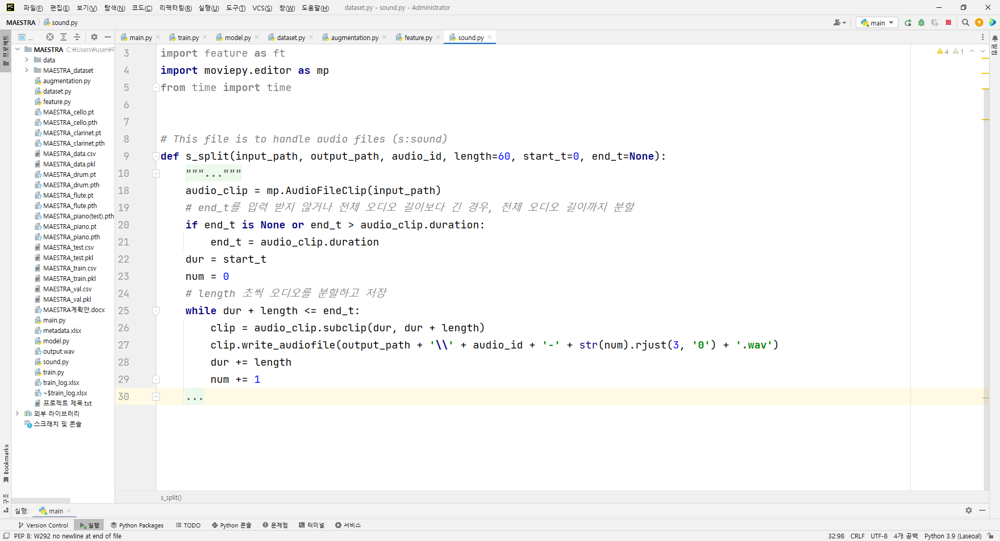 PC 파일(F) 편집(E) 보기(V) 탐색(N) 코드(C) 리팩터링(R) 실행(U) 도구(T) VCS(S) 창(W) 도움말(H) dataset.py - sound.py - Administrator
MAESTRA sound.py
main
프로젝트
...
main.py train.py model.py dataset.py augmentation.py feature.py sound.py
알림
MAESTRA C:₩Users₩user₩P
data
MAESTRA_dataset
augmentation.py
dataset.py
feature.py
MAESTRA_cello.pt
MAESTRA_cello.pth
MAESTRA_clarinet.pt
MAESTRA_clarinet.pth
MAESTRA_data.csv
MAESTRA_data.pkl
MAESTRA_drum.pt
MAESTRA_drum.pth
MAESTRA_flute.pt
MAESTRA_flute.pth
MAESTRA_piano(test).pth
MAESTRA_piano.pt
MAESTRA_piano.pth
MAESTRA_test.csv
MAESTRA_test.pkl
MAESTRA_train.csv
MAESTRA_train.pkl
MAESTRA_val.csv
MAESTRA_val.pkl
MAESTRA계획안.docx
main.py
metadata.xlsx
model.py
output.wav
sound.py
train.py
train_log.xlsx
~$train_log.xlsx
프로젝트 제목.txt
외부 라이브러리
스크래치 및 콘솔
4 1
3 import feature as ft
4 import moviepy.editor as mp
5 from time import time
6
7
8 # This file is to handle audio files (s:sound)
9 def s_split(input_path, output_path, audio_id, length=60, start_t=0, end_t=None):
10 """..."""
18 audio_clip = mp.AudioFileClip(input_path)
19 # end_t를 입력 받지 않거나 전체 오디오 길이보다 긴 경우, 전체 오디오 길이까지 분할
20 if end_t is None or end_t > audio_clip.duration:
21 end_t = audio_clip.duration
22 dur = start_t
23 num = 0
24 # length 초씩 오디오를 분할하고 저장
25 while dur + length <= end_t:
26 clip = audio_clip.subclip(dur, dur + length)
27 clip.write_audiofile(output_path + '\\' + audio_id + '-' + str(num).rjust(3, '0') + '.wav')
28 dur += length
29 num += 1
30 ...
Bookmarks
구조
s_split()
실행: main
Version Control 실행 Python Packages TODO Python 콘솔 문제점 터미널 서비스
PEP 8: W292 no newline at end of file 32:98 CRLF UTF-8 4개 공백 Python 3.9 (Laseoal)